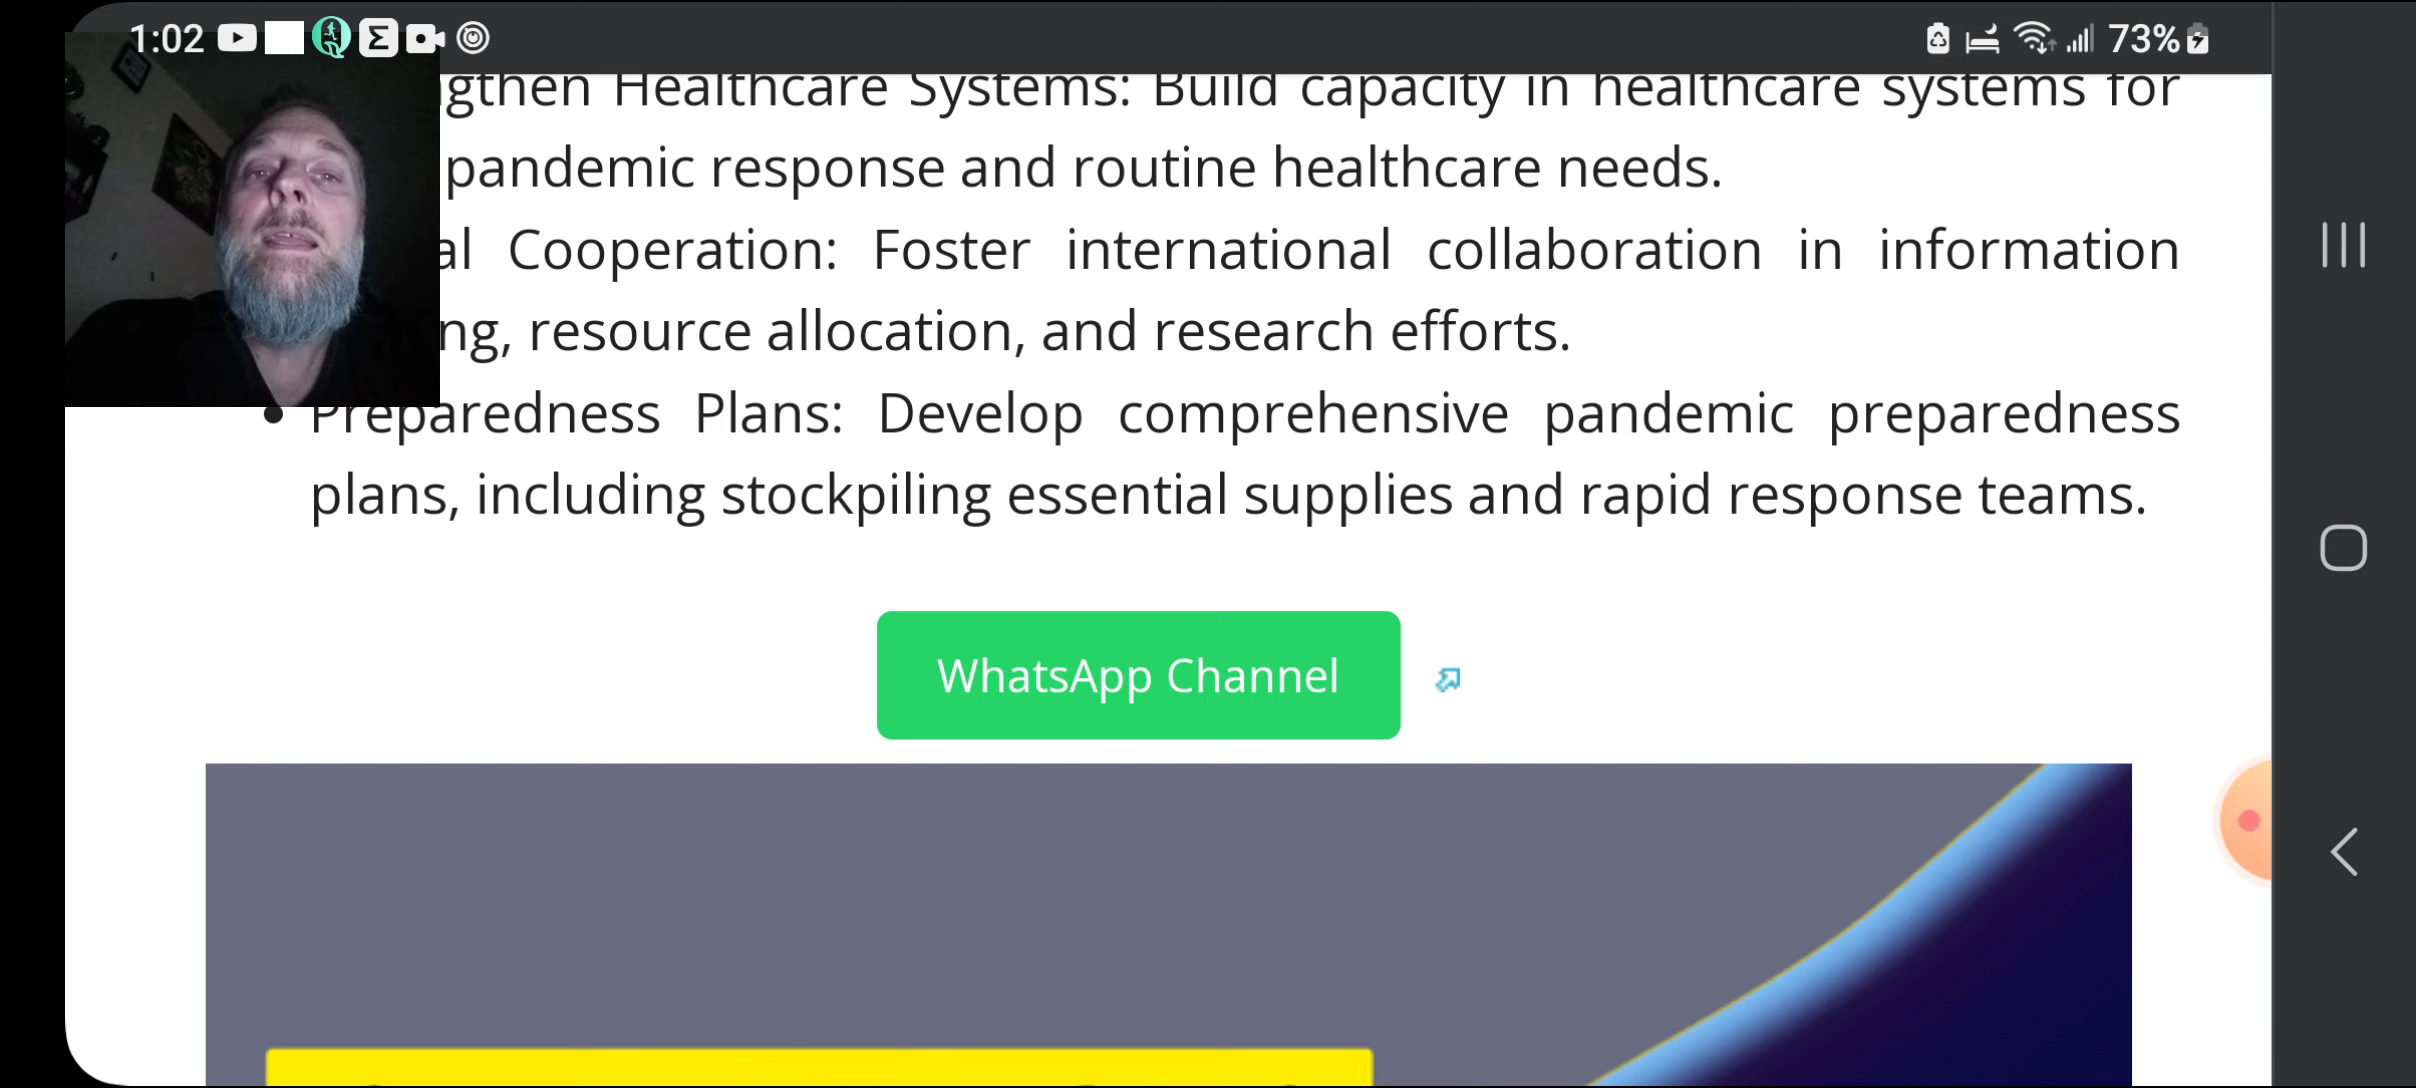 1:02
73%
gthen Healthcare Systems: Build capacity in healthcare systems for
pandemic response and routine healthcare needs.
al Cooperation: Foster international collaboration in information
ng, resource allocation, and research efforts.
• Preparedness Plans: Develop comprehensive pandemic preparedness
plans, including stockpiling essential supplies and rapid response teams.
WhatsApp Channel